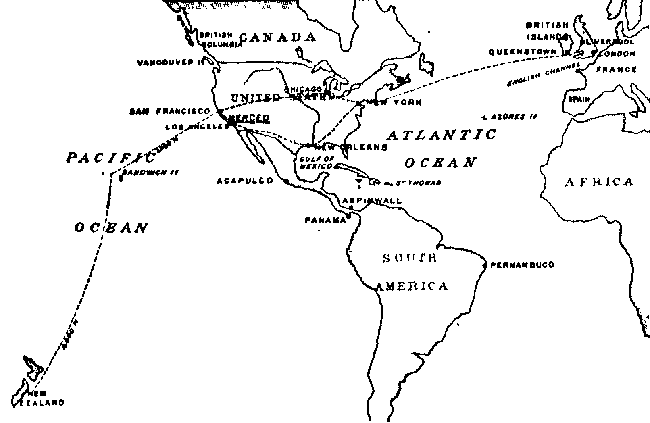 BRITISH
COLUMBIA
CANADA
BRITISH
ISLANDS
LIVERPOOL
QUEENSTOWN
LONDON
VANCOUVER I?
ENGLISH CHANNEL
FRANCE
CHICAGO
UNITED STATES
NEW YORK
SPAIN
SAN FRANCISCO
MERCED
LOS ANGELES
AZORES I?
ATLANTIC
OCEAN
NEW ORLEANS
GULF OF
MEXICO
PACIFIC
SANDWICH I?
ACAPULCO
ST THOMAS
AFRICA
ASPINWALL
PANAMA
OCEAN
SOUTH
AMERICA
PERNAMBUCO
NEW
ZEALAND